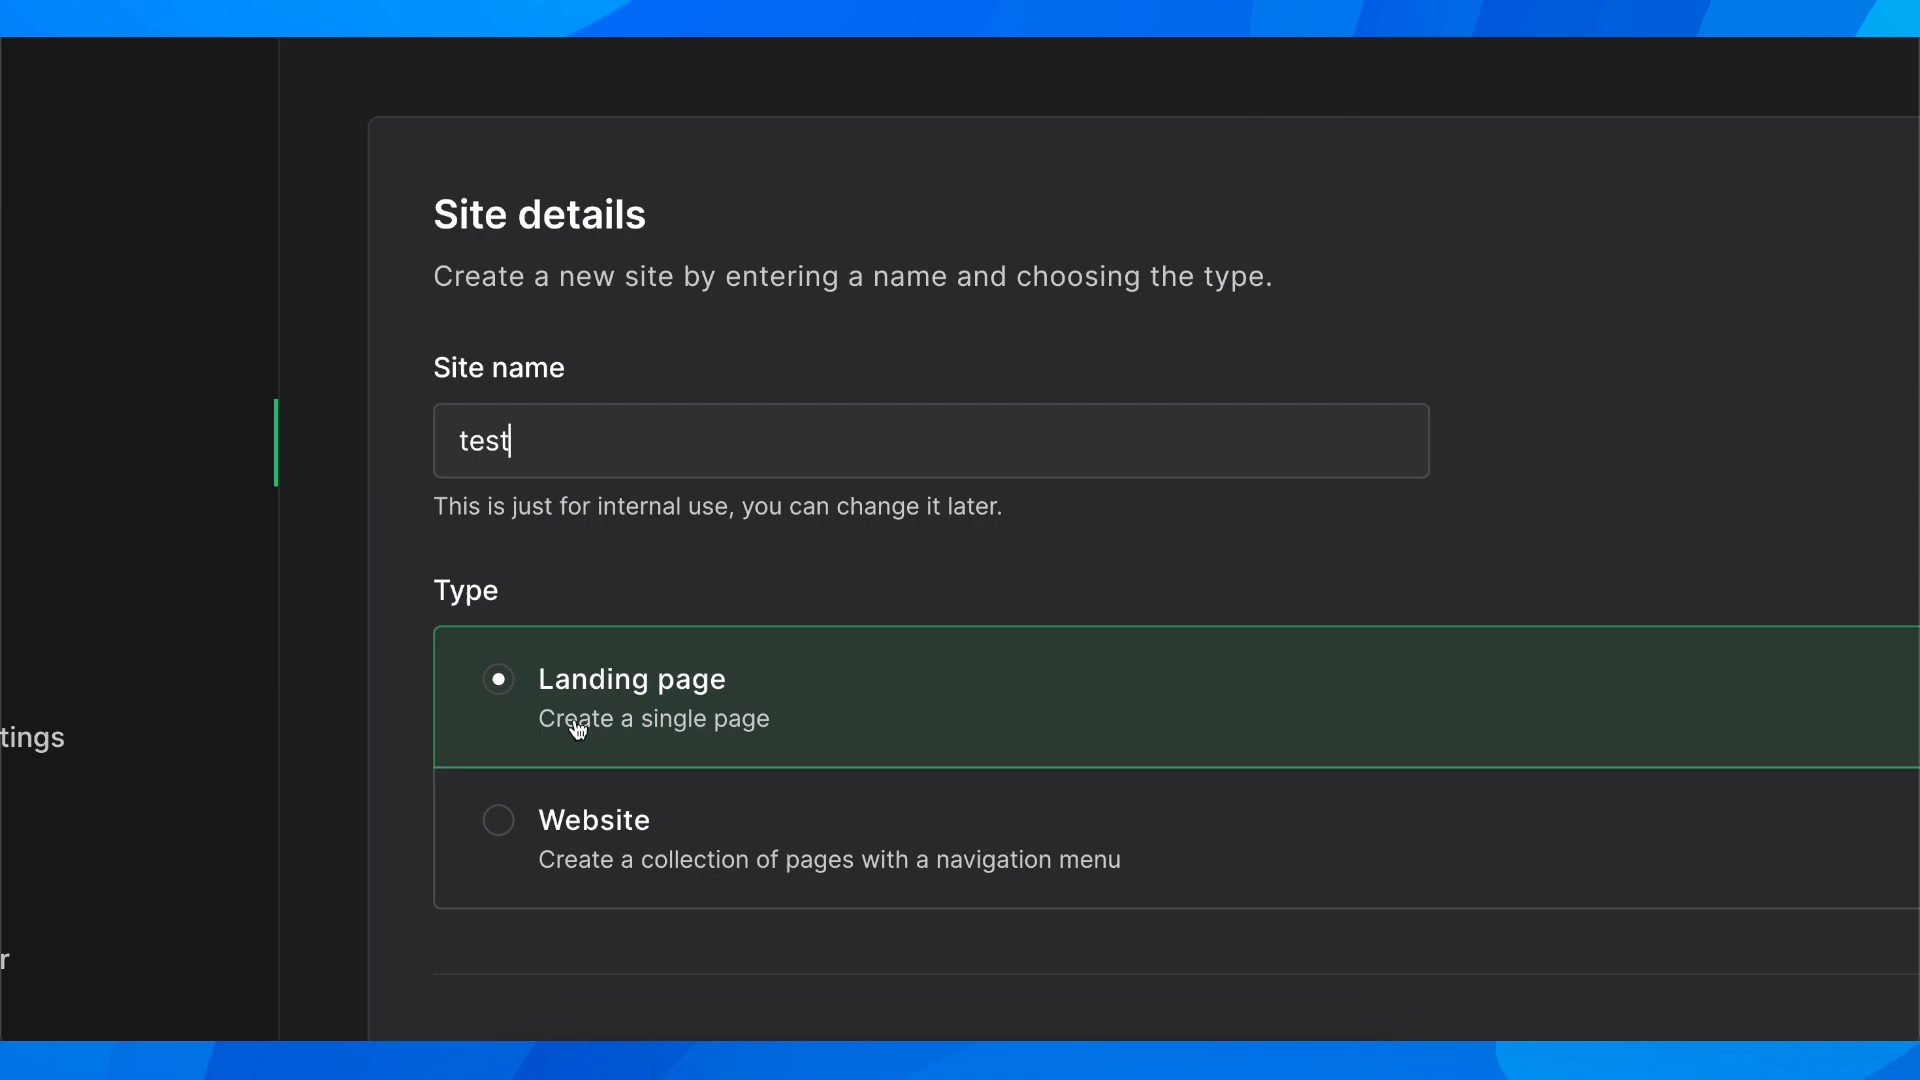 Site details
Create a new site by entering a name and choosing the type.
Site name
test
This is just for internal use, you can change it later.
Type
Landing page
Create a single page
tings
Website
Create a collection of pages with a navigation menu
r